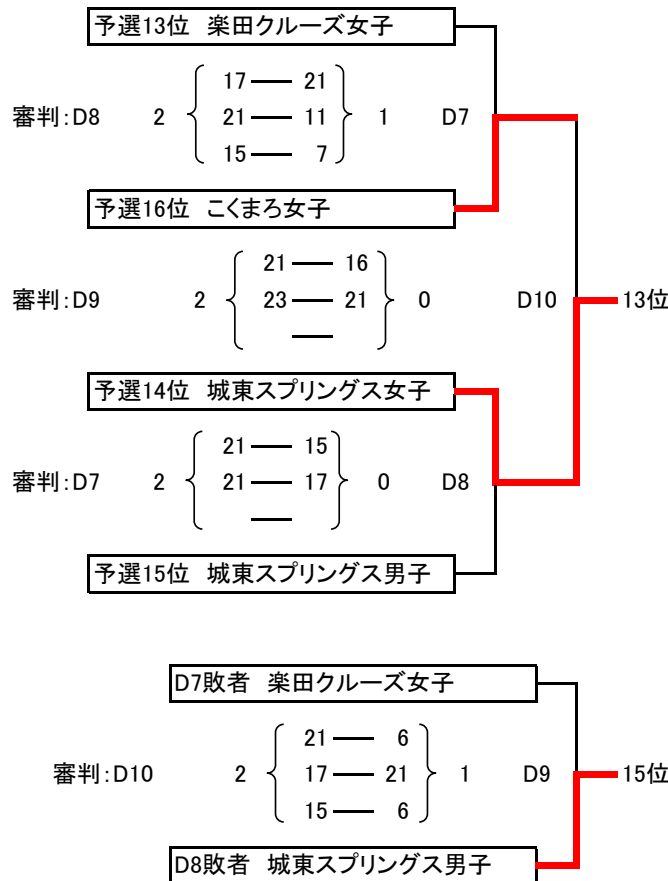 予選13位 楽田クルーズ女子
17 — 21
審判:D8 2 21 — 11 1 D7
15 — 7
予選16位 こくまろ女子
21 — 16
審判:D9 2 23 — 21 0 D10 13位
—
予選14位 城東スプリングス女子
21 — 15
審判:D7 2 21 — 17 0 D8
—
予選15位 城東スプリングス男子
D7敗者 楽田クルーズ女子
21 — 6
審判:D10 2 17 — 21 1 D9 15位
15 — 6
D8敗者 城東スプリングス男子